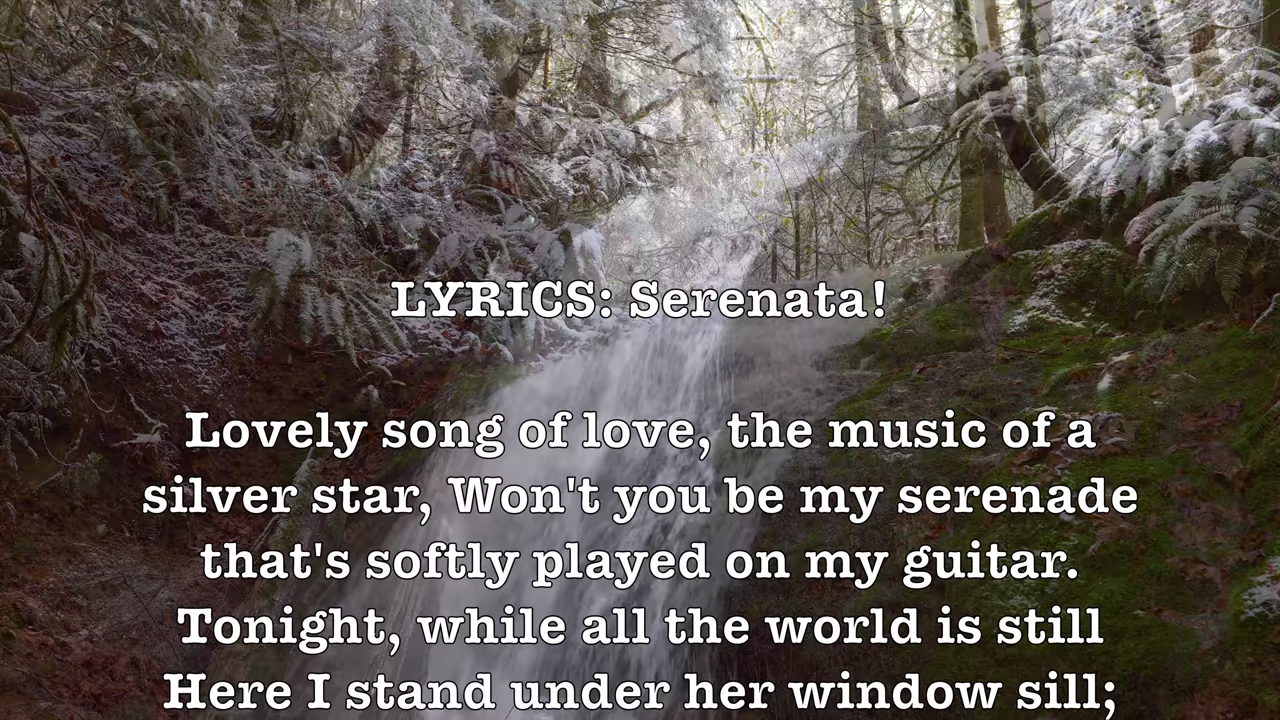 LYRICS: Serenata!
Lovely song of love, the music of a
silver star, Won't you be my serenade
that's softly played on my guitar.
Tonight, while all the world is still
Here I stand under her window sill;